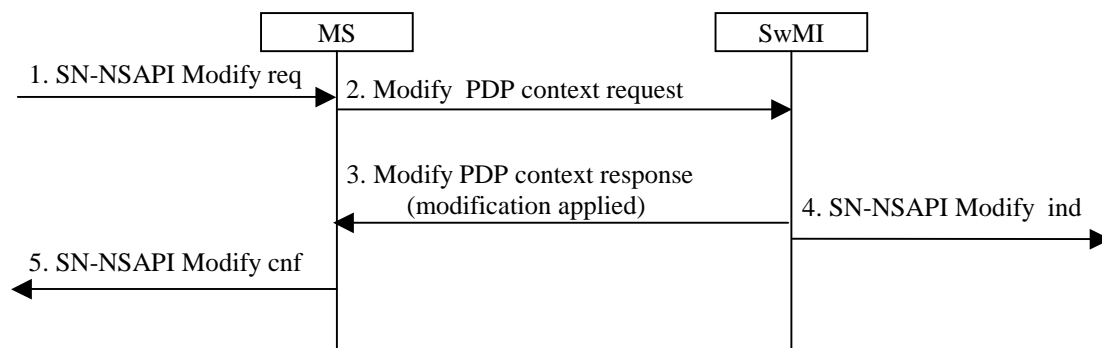 MS
SwMI
1. SN-NSAPI Modify req
2. Modify PDP context request
3. Modify PDP context response
(modification applied)
4. SN-NSAPI Modify ind
5. SN-NSAPI Modify cnf